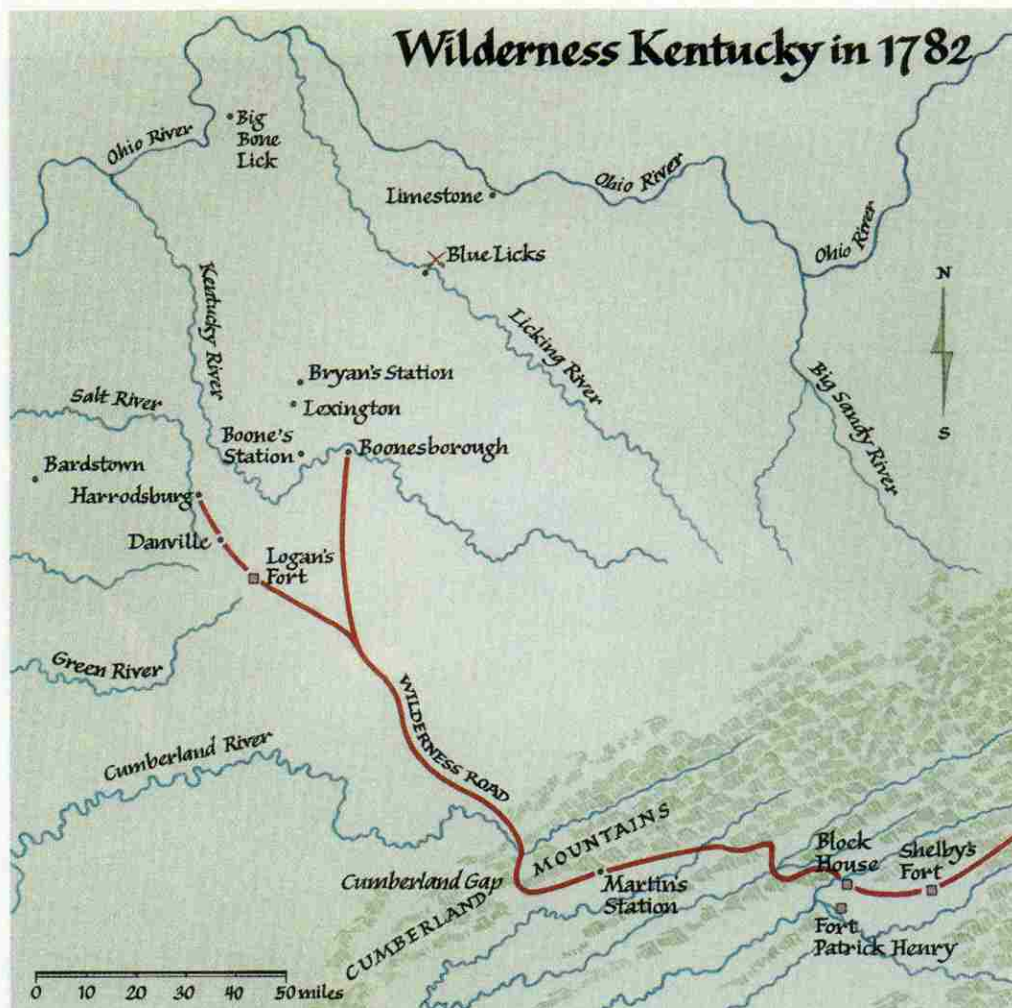 Wilderness Kentucky in 1782
Big
Bone
Lick
Ohio River
Limestone
Ohio River
Ohio River
Blue Licks
N
S
Kentucky River
Licking River
Big Sandy River
Bryan's Station
Lexington
Salt River
Boone's
Station
Boonesborough
Bardstown
Harrodsburg
Danville
Logan's
Fort
Green River
WILDERNESS ROAD
Cumberland River
CUMBERLAND MOUNTAINS
Cumberland Gap
Martin's
Station
Block
House
Shelby's
Fort
Fort
Patrick Henry
0 10 20 30 40 50 miles